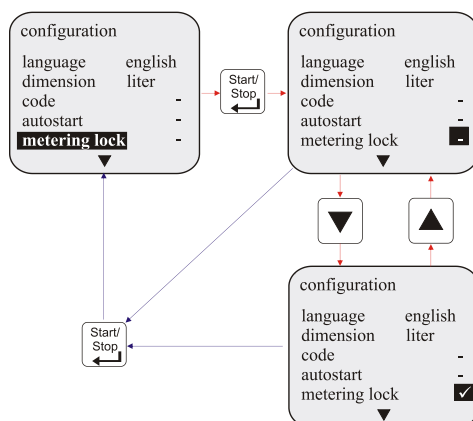 configuration
language english
dimension liter
code -
autostart -
metering lock -
Start/
Stop
configuration
language english
dimension liter
code -
autostart -
metering lock -
configuration
language english
dimension liter
code -
autostart -
metering lock ✓
Start/
Stop